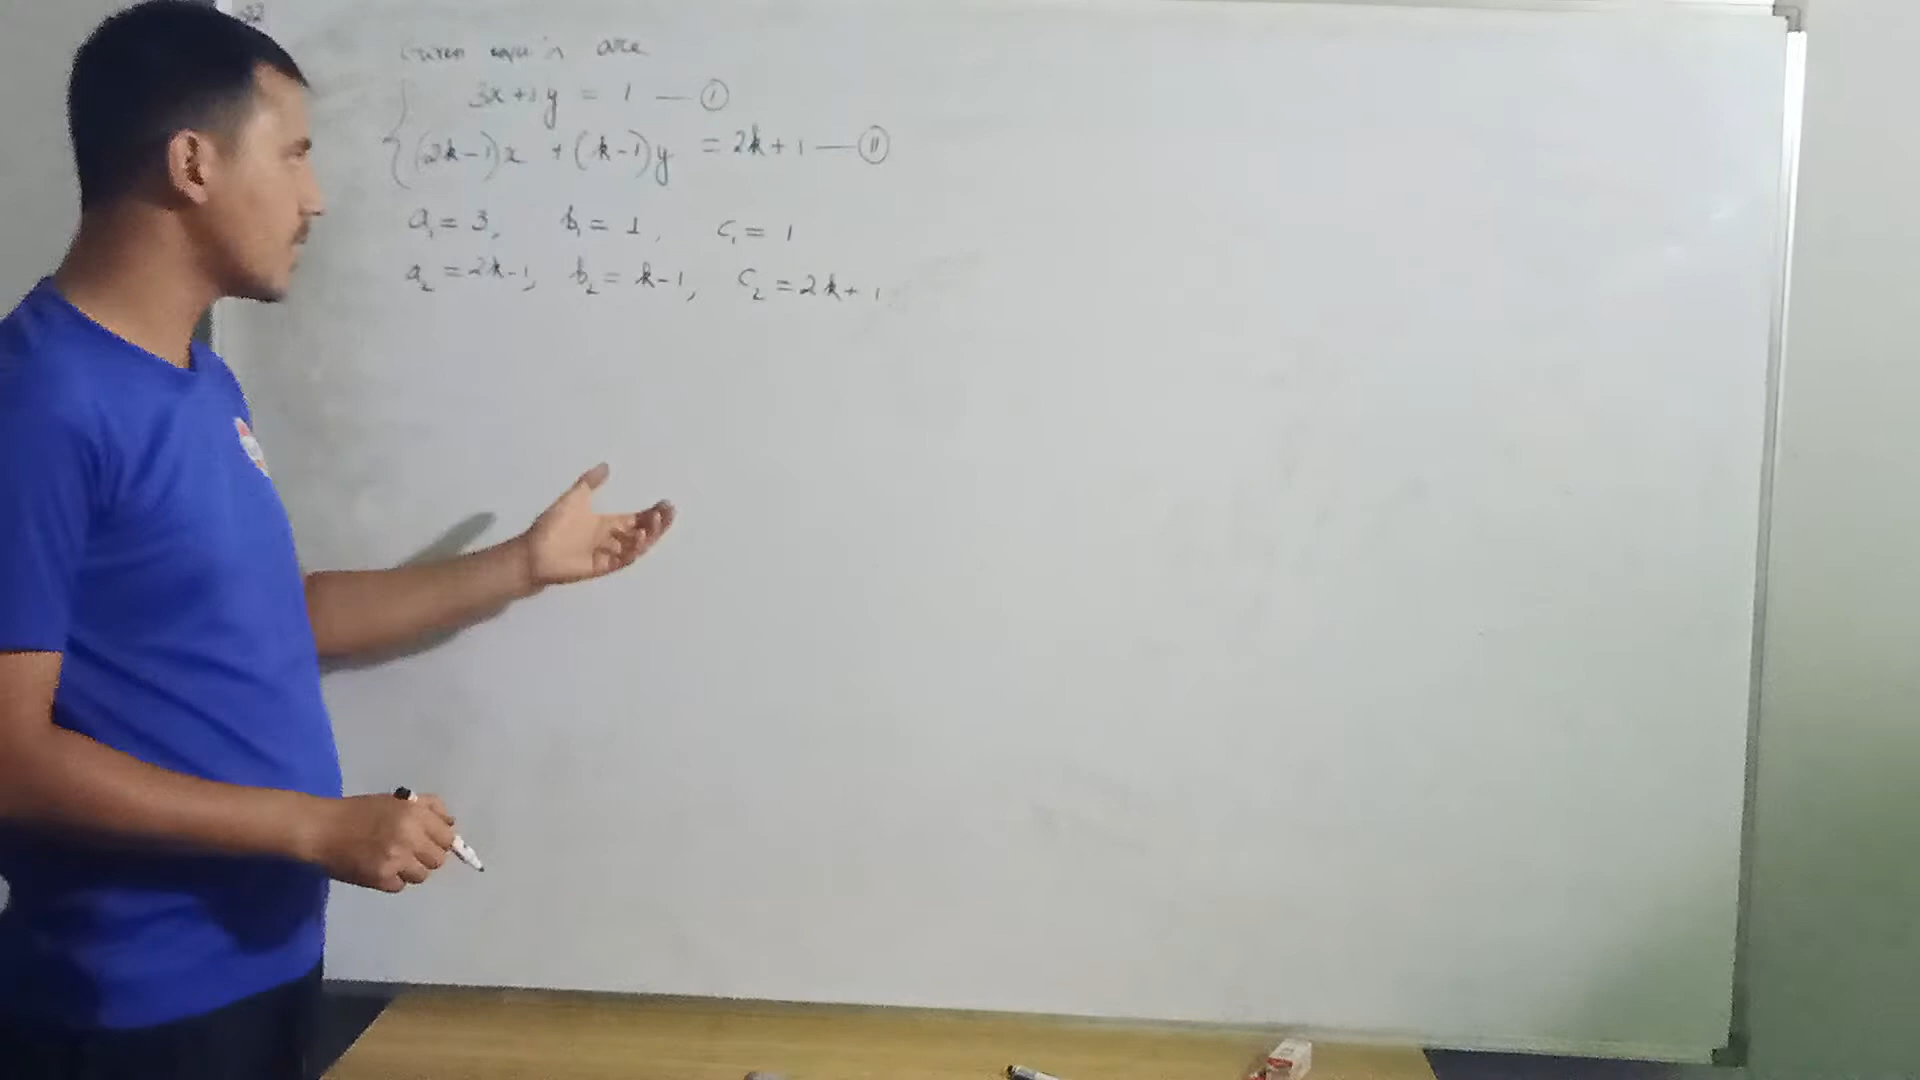 22
Given eqn's are
3x+1y = 1 — (I)
(2k-1)x + (k-1)y = 2k+1 — (II)
a₁ = 3, b₁ = 1, c₁ = 1
a₂ = 2k-1, b₂ = k-1, c₂ = 2k+1